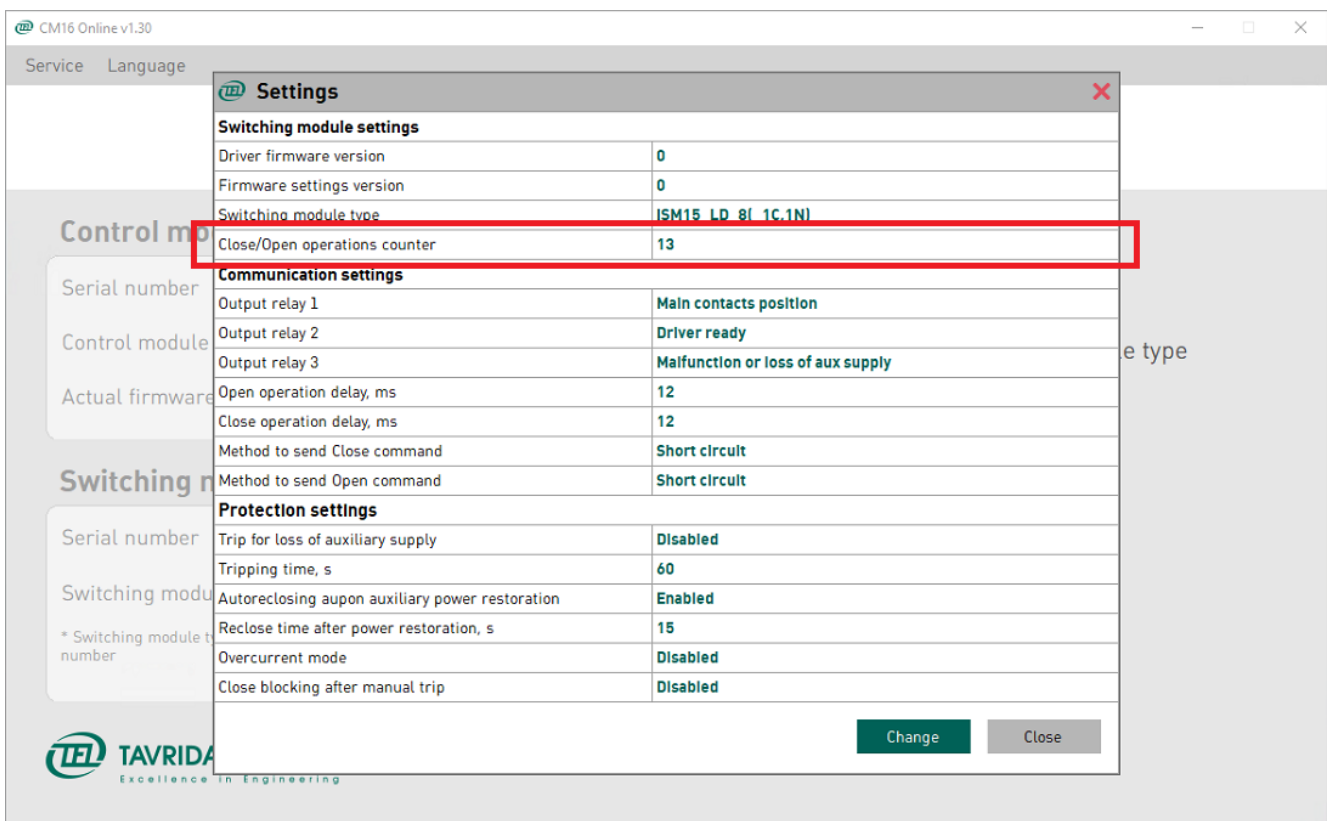 CM16 Online v1.30
Service Language
Settings
Switching module settings
Driver firmware version 0
Firmware settings version 0
Switching module type ISM15_LD_8(_1C,1N)
Close/Open operations counter 13
Communication settings
Output relay 1 Main contacts position
Output relay 2 Driver ready
Output relay 3 Malfunction or loss of aux supply
Open operation delay, ms 12
Close operation delay, ms 12
Method to send Close command Short circuit
Method to send Open command Short circuit
Protection settings
Trip for loss of auxiliary supply Disabled
Tripping time, s 60
Autoreclosing aupon auxiliary power restoration Enabled
Reclose time after power restoration, s 15
Overcurrent mode Disabled
Close blocking after manual trip Disabled
Change Close
Control mo
Serial number
Control module
e type
Actual firmware
Switching
Serial number
Switching modu
* Switching module t
number
TEL TAVRIDA
Excellence in Engineering